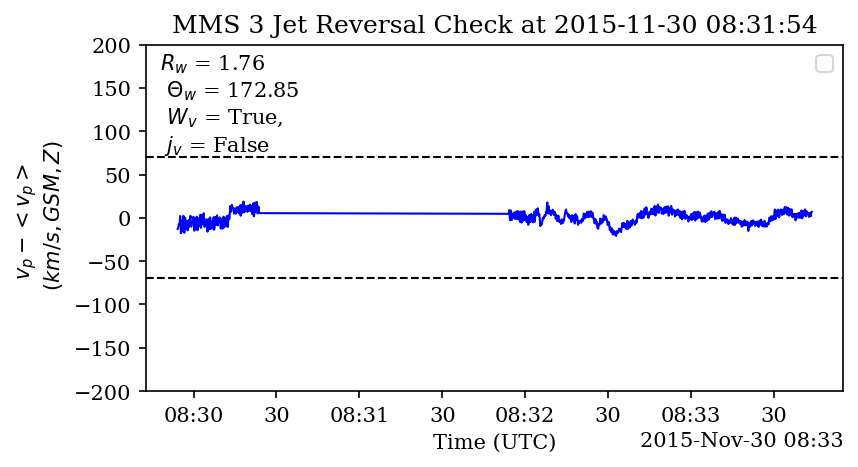 MMS 3 Jet Reversal Check at 2015-11-30 08:31:54
R_w = 1.76
Θ_w = 172.85
W_v = True,
j_v = False
v_p − < v_p >
(km/s, GSM, Z)
200
150
100
50
0
−50
−100
−150
−200
08:30 30 08:31 30 08:32 30 08:33 30
Time (UTC)
2015-Nov-30 08:33